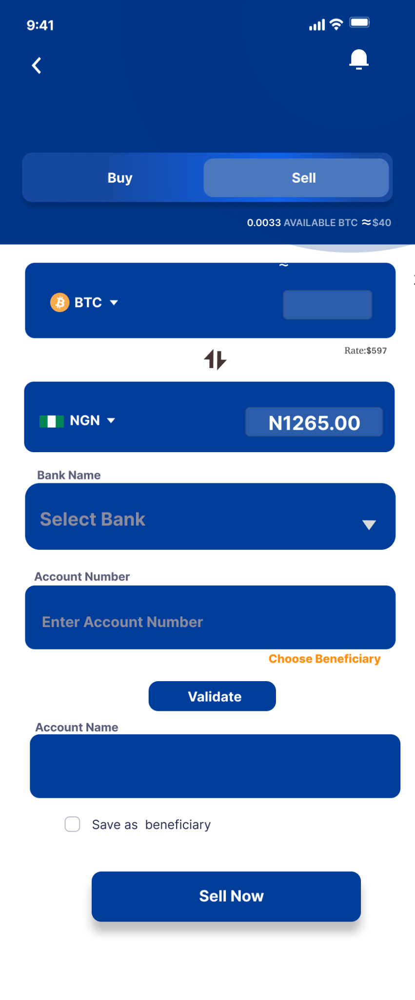 9:41
Buy Sell
0.0033 AVAILABLE BTC ≈$40
≈
BTC
Rate:$597
NGN N1265.00
Bank Name
Select Bank
Account Number
Enter Account Number
Choose Beneficiary
Validate
Account Name
Save as beneficiary
Sell Now